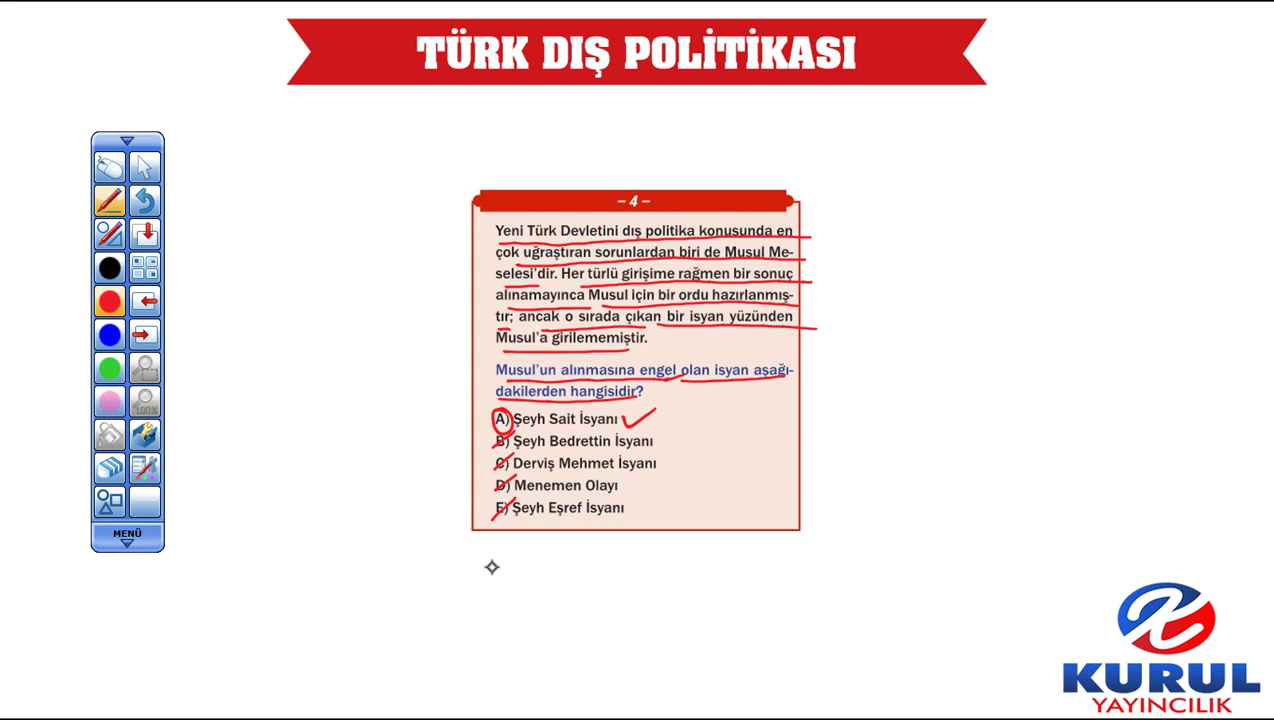 TÜRK DIŞ POLİTİKASI
– 4 –
Yeni Türk Devletini dış politika konusunda en
çok uğraştıran sorunlardan biri de Musul Me-
selesi’dir. Her türlü girişime rağmen bir sonuç
alınamayınca Musul için bir ordu hazırlanmış-
tır; ancak o sırada çıkan bir isyan yüzünden
Musul’a girilememiştir.
Musul’un alınmasına engel olan isyan aşağı-
dakilerden hangisidir?
A) Şeyh Sait İsyanı
B) Şeyh Bedrettin İsyanı
C) Derviş Mehmet İsyanı
D) Menemen Olayı
E) Şeyh Eşref İsyanı
100%
MENÜ
KURUL
YAYINCILIK